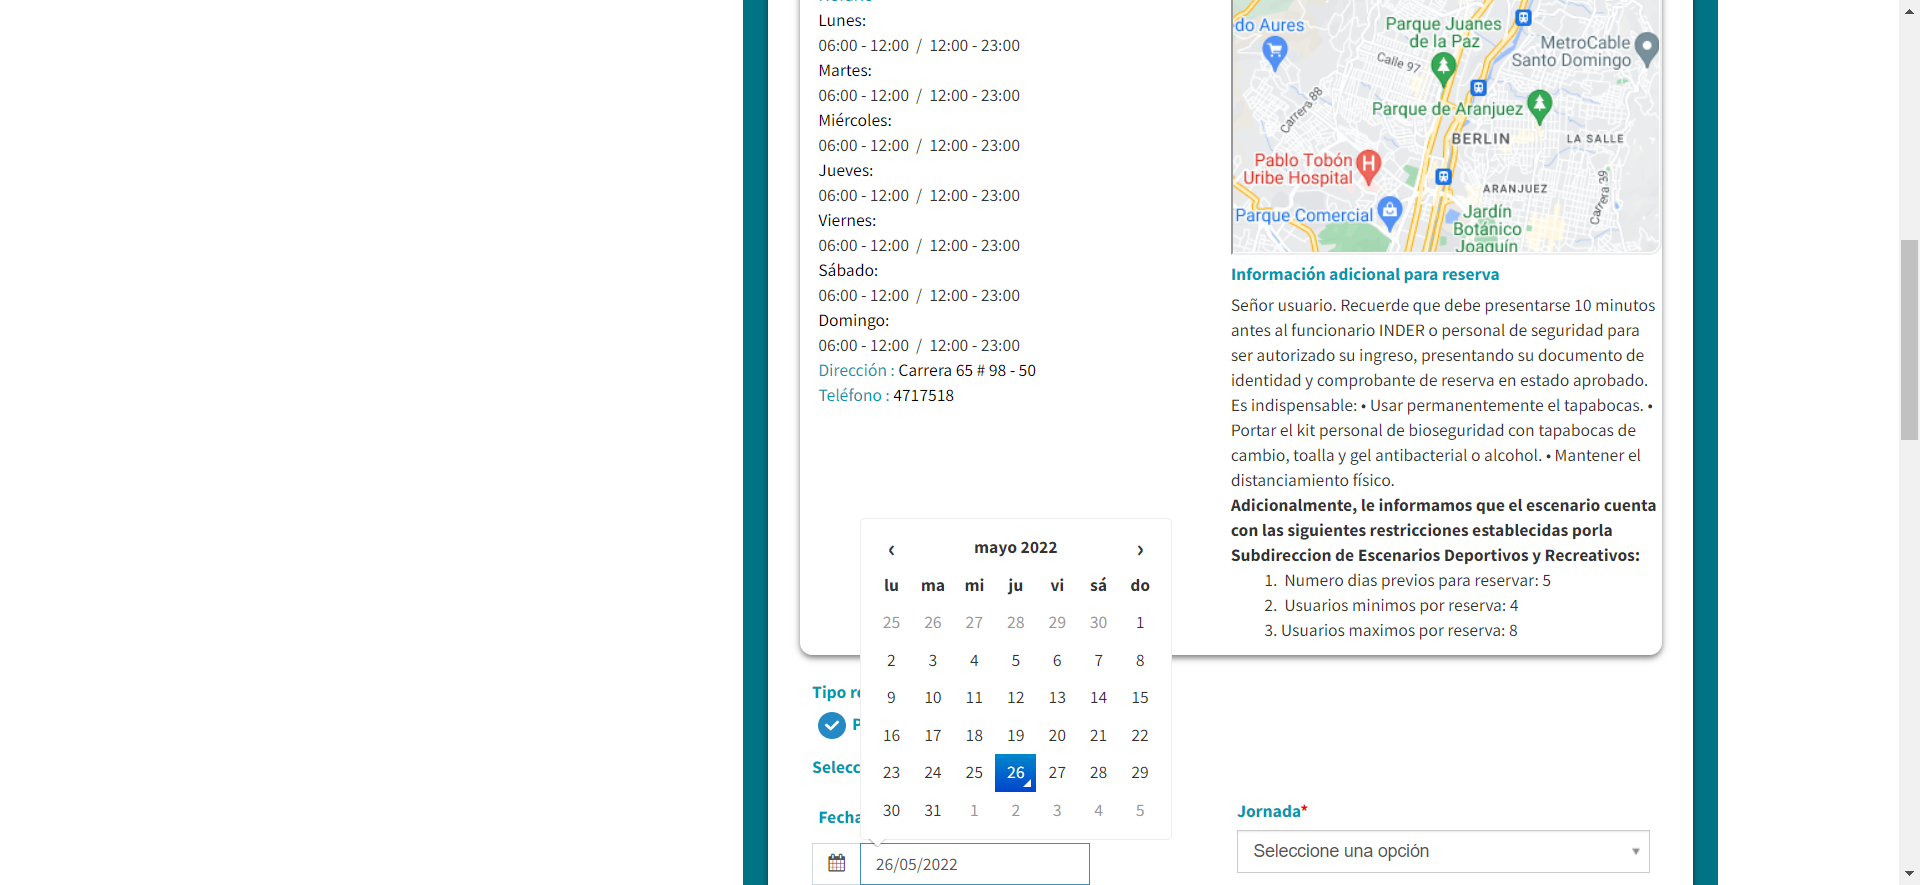 Lunes:
06:00 - 12:00 / 12:00 - 23:00
Martes:
06:00 - 12:00 / 12:00 - 23:00
Miércoles:
06:00 - 12:00 / 12:00 - 23:00
Jueves:
06:00 - 12:00 / 12:00 - 23:00
Viernes:
06:00 - 12:00 / 12:00 - 23:00
Sábado:
06:00 - 12:00 / 12:00 - 23:00
Domingo:
06:00 - 12:00 / 12:00 - 23:00
Dirección : Carrera 65 # 98 - 50
Teléfono : 4717518
do Aures
Parque Juanes
de la Paz
MetroCable
Santo Domingo
Calle 97
Carrera 88
Parque de Aranjuez
BERLIN
LA SALLE
Pablo Tobón
Uribe Hospital
ARANJUEZ
Carrera 39
Parque Comercial
Jardín
Botánico
Joaquín
Información adicional para reserva
Señor usuario. Recuerde que debe presentarse 10 minutos
antes al funcionario INDER o personal de seguridad para
ser autorizado su ingreso, presentando su documento de
identidad y comprobante de reserva en estado aprobado.
Es indispensable: • Usar permanentemente el tapabocas. •
Portar el kit personal de bioseguridad con tapabocas de
cambio, toalla y gel antibacterial o alcohol. • Mantener el
distanciamiento físico.
Adicionalmente, le informamos que el escenario cuenta
con las siguientes restricciones establecidas porla
Subdireccion de Escenarios Deportivos y Recreativos:
1. Numero dias previos para reservar: 5
2. Usuarios minimos por reserva: 4
3. Usuarios maximos por reserva: 8
‹ mayo 2022 ›
lu ma mi ju vi sá do
25 26 27 28 29 30 1
2 3 4 5 6 7 8
9 10 11 12 13 14 15
16 17 18 19 20 21 22
23 24 25 26 27 28 29
30 31 1 2 3 4 5
Tipo
Selecc
Fecha
26/05/2022
Jornada*
Seleccione una opción